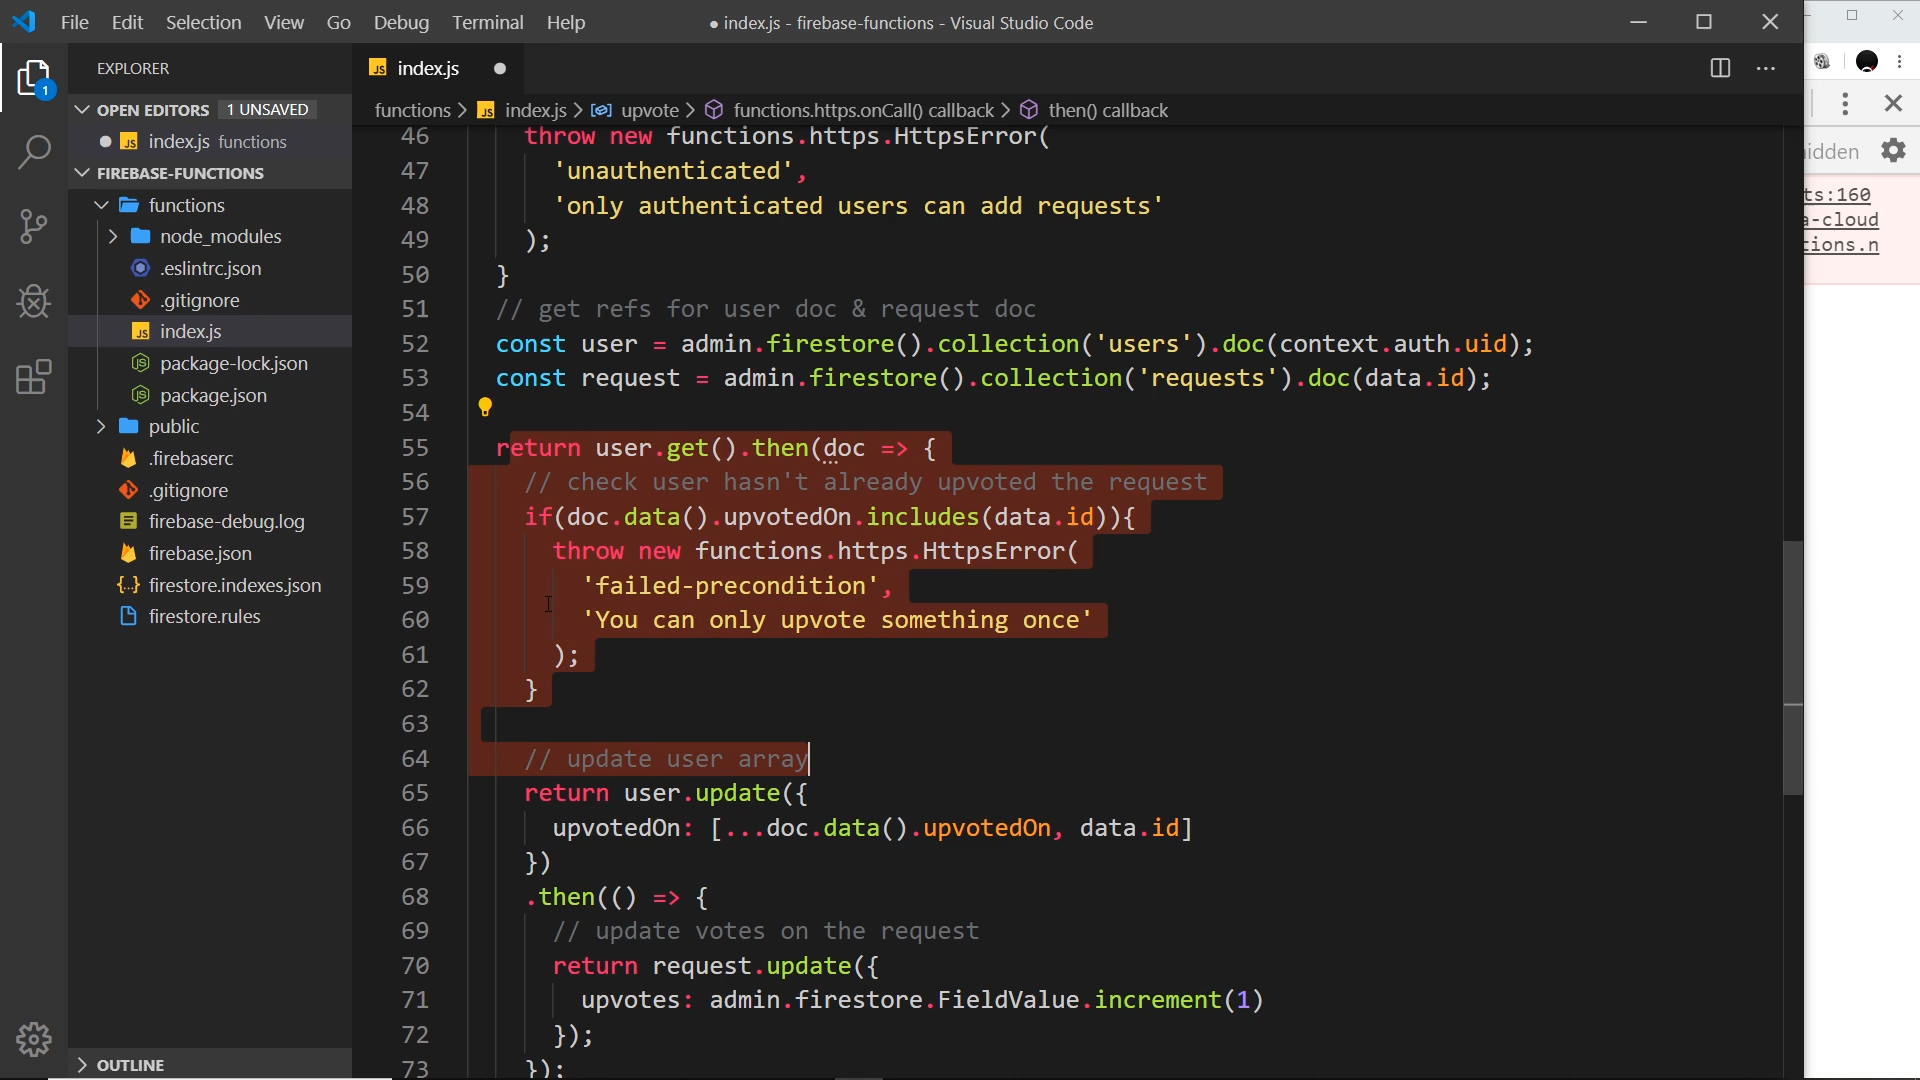 File Edit Selection View Go Debug Terminal Help
● index.js - firebase-functions - Visual Studio Code
EXPLORER
OPEN EDITORS 1 UNSAVED
index.js functions
FIREBASE-FUNCTIONS
functions
node_modules
.eslintrc.json
.gitignore
index.js
package-lock.json
package.json
public
.firebaserc
.gitignore
firebase-debug.log
firebase.json
firestore.indexes.json
firestore.rules
OUTLINE
1
JS index.js
functions > JS index.js > upvote > functions.https.onCall() callback > then() callback
46 throw new functions.https.HttpsError(
47 'unauthenticated',
48 'only authenticated users can add requests'
49 );
50 }
51 // get refs for user doc & request doc
52 const user = admin.firestore().collection('users').doc(context.auth.uid);
53 const request = admin.firestore().collection('requests').doc(data.id);
54
55 return user.get().then(doc => {
56 // check user hasn't already upvoted the request
57 if(doc.data().upvotedOn.includes(data.id)){
58 throw new functions.https.HttpsError(
59 'failed-precondition',
60 'You can only upvote something once'
61 );
62 }
63
64 // update user array
65 return user.update({
66 upvotedOn: [...doc.data().upvotedOn, data.id]
67 })
68 .then(() => {
69 // update votes on the request
70 return request.update({
71 upvotes: admin.firestore.FieldValue.increment(1)
72 });
73 });
idden
ts:160
a-cloud
tions.n